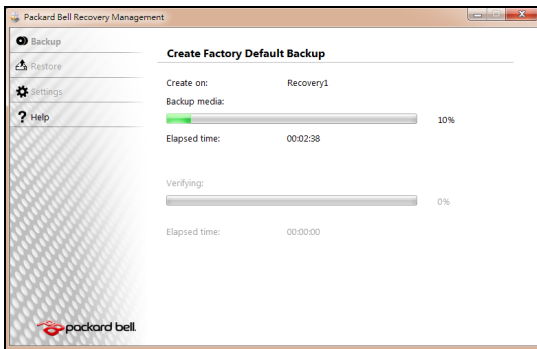 Packard Bell Recovery Management
Backup
Restore
Settings
? Help
Create Factory Default Backup
Create on: Recovery1
Backup media:
10%
Elapsed time: 00:02:38
Verifying:
0%
Elapsed time: 00:00:00
packard bell.